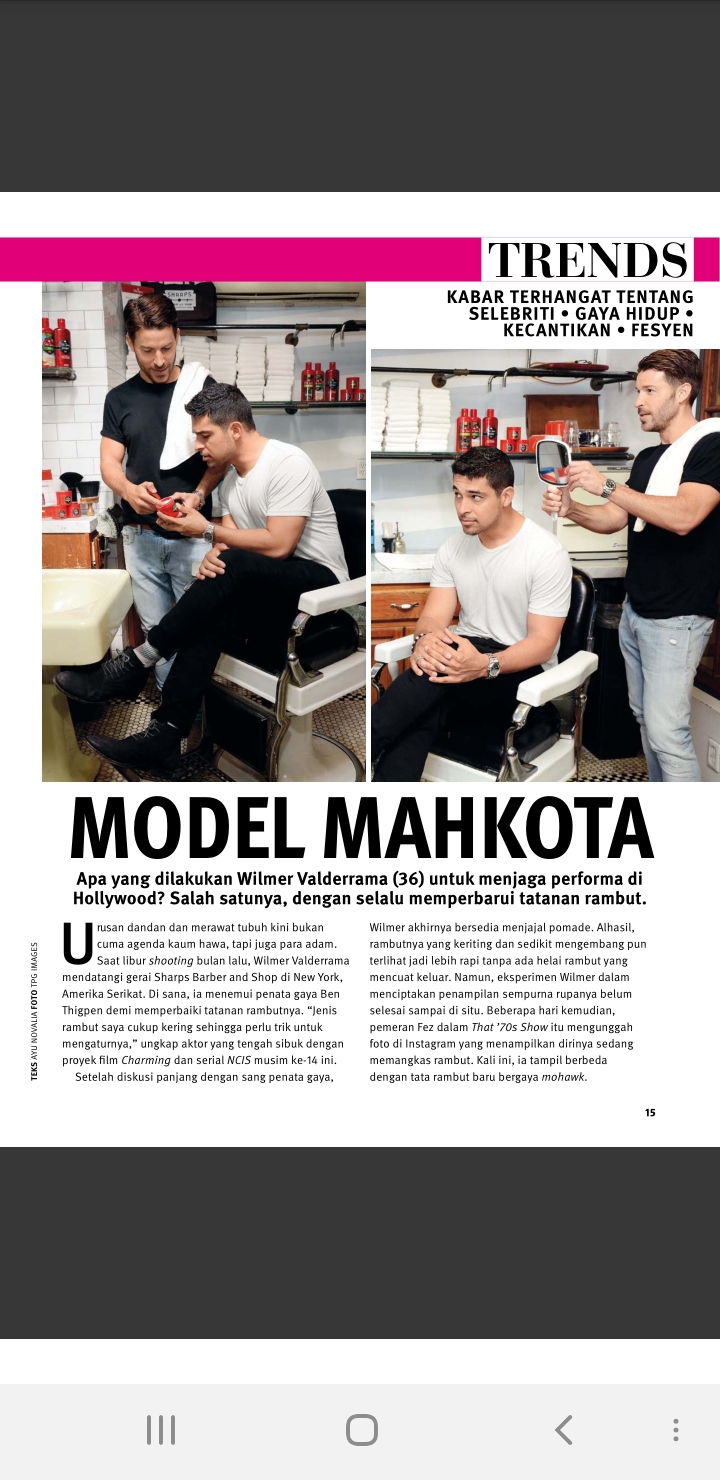 TRENDS
KABAR TERHANGAT TENTANG
SELEBRITI • GAYA HIDUP •
KECANTIKAN • FESYEN
SHARPS
MODEL MAHKOTA
Apa yang dilakukan Wilmer Valderrama (36) untuk menjaga performa di
Hollywood? Salah satunya, dengan selalu memperbarui tatanan rambut.
Urusan dandan dan merawat tubuh kini bukan
cuma agenda kaum hawa, tapi juga para adam.
Saat libur shooting bulan lalu, Wilmer Valderrama
mendatangi gerai Sharps Barber and Shop di New York,
Amerika Serikat. Di sana, ia menemui penata gaya Ben
Thigpen demi memperbaiki tatanan rambutnya. “Jenis
rambut saya cukup kering sehingga perlu trik untuk
mengaturnya,” ungkap aktor yang tengah sibuk dengan
proyek film Charming dan serial NCIS musim ke-14 ini.
Setelah diskusi panjang dengan sang penata gaya,
Wilmer akhirnya bersedia menjajal pomade. Alhasil,
rambutnya yang keriting dan sedikit mengembang pun
terlihat jadi lebih rapi tanpa ada helai rambut yang
mencuat keluar. Namun, eksperimen Wilmer dalam
menciptakan penampilan sempurna rupanya belum
selesai sampai di situ. Beberapa hari kemudian,
pemeran Fez dalam That ’70s Show itu mengunggah
foto di Instagram yang menampilkan dirinya sedang
memangkas rambut. Kali ini, ia tampil berbeda
dengan tata rambut baru bergaya mohawk.
TEKS AYU NOVALIA FOTO TPG IMAGES
15